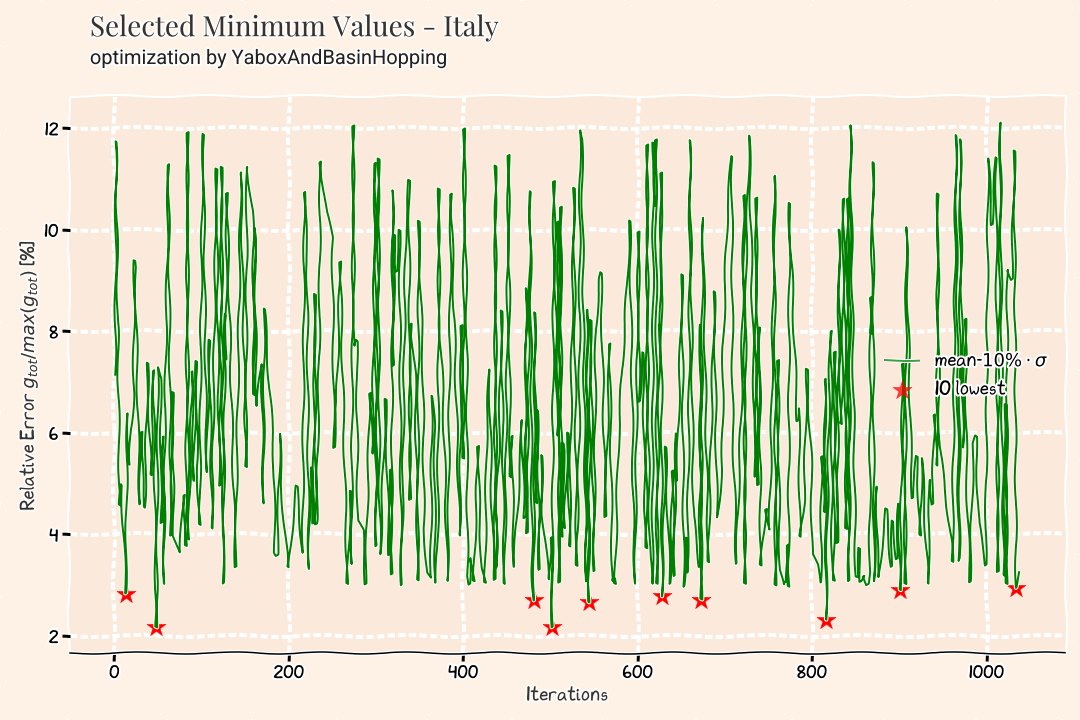 Selected Minimum Values - Italy
optimization by YaboxAndBasinHopping
Relative Error g_tot/max(g_tot) [%]
12
10
8
6
4
2
mean-10%·σ
10 lowest
0 200 400 600 800 1000
Iterations